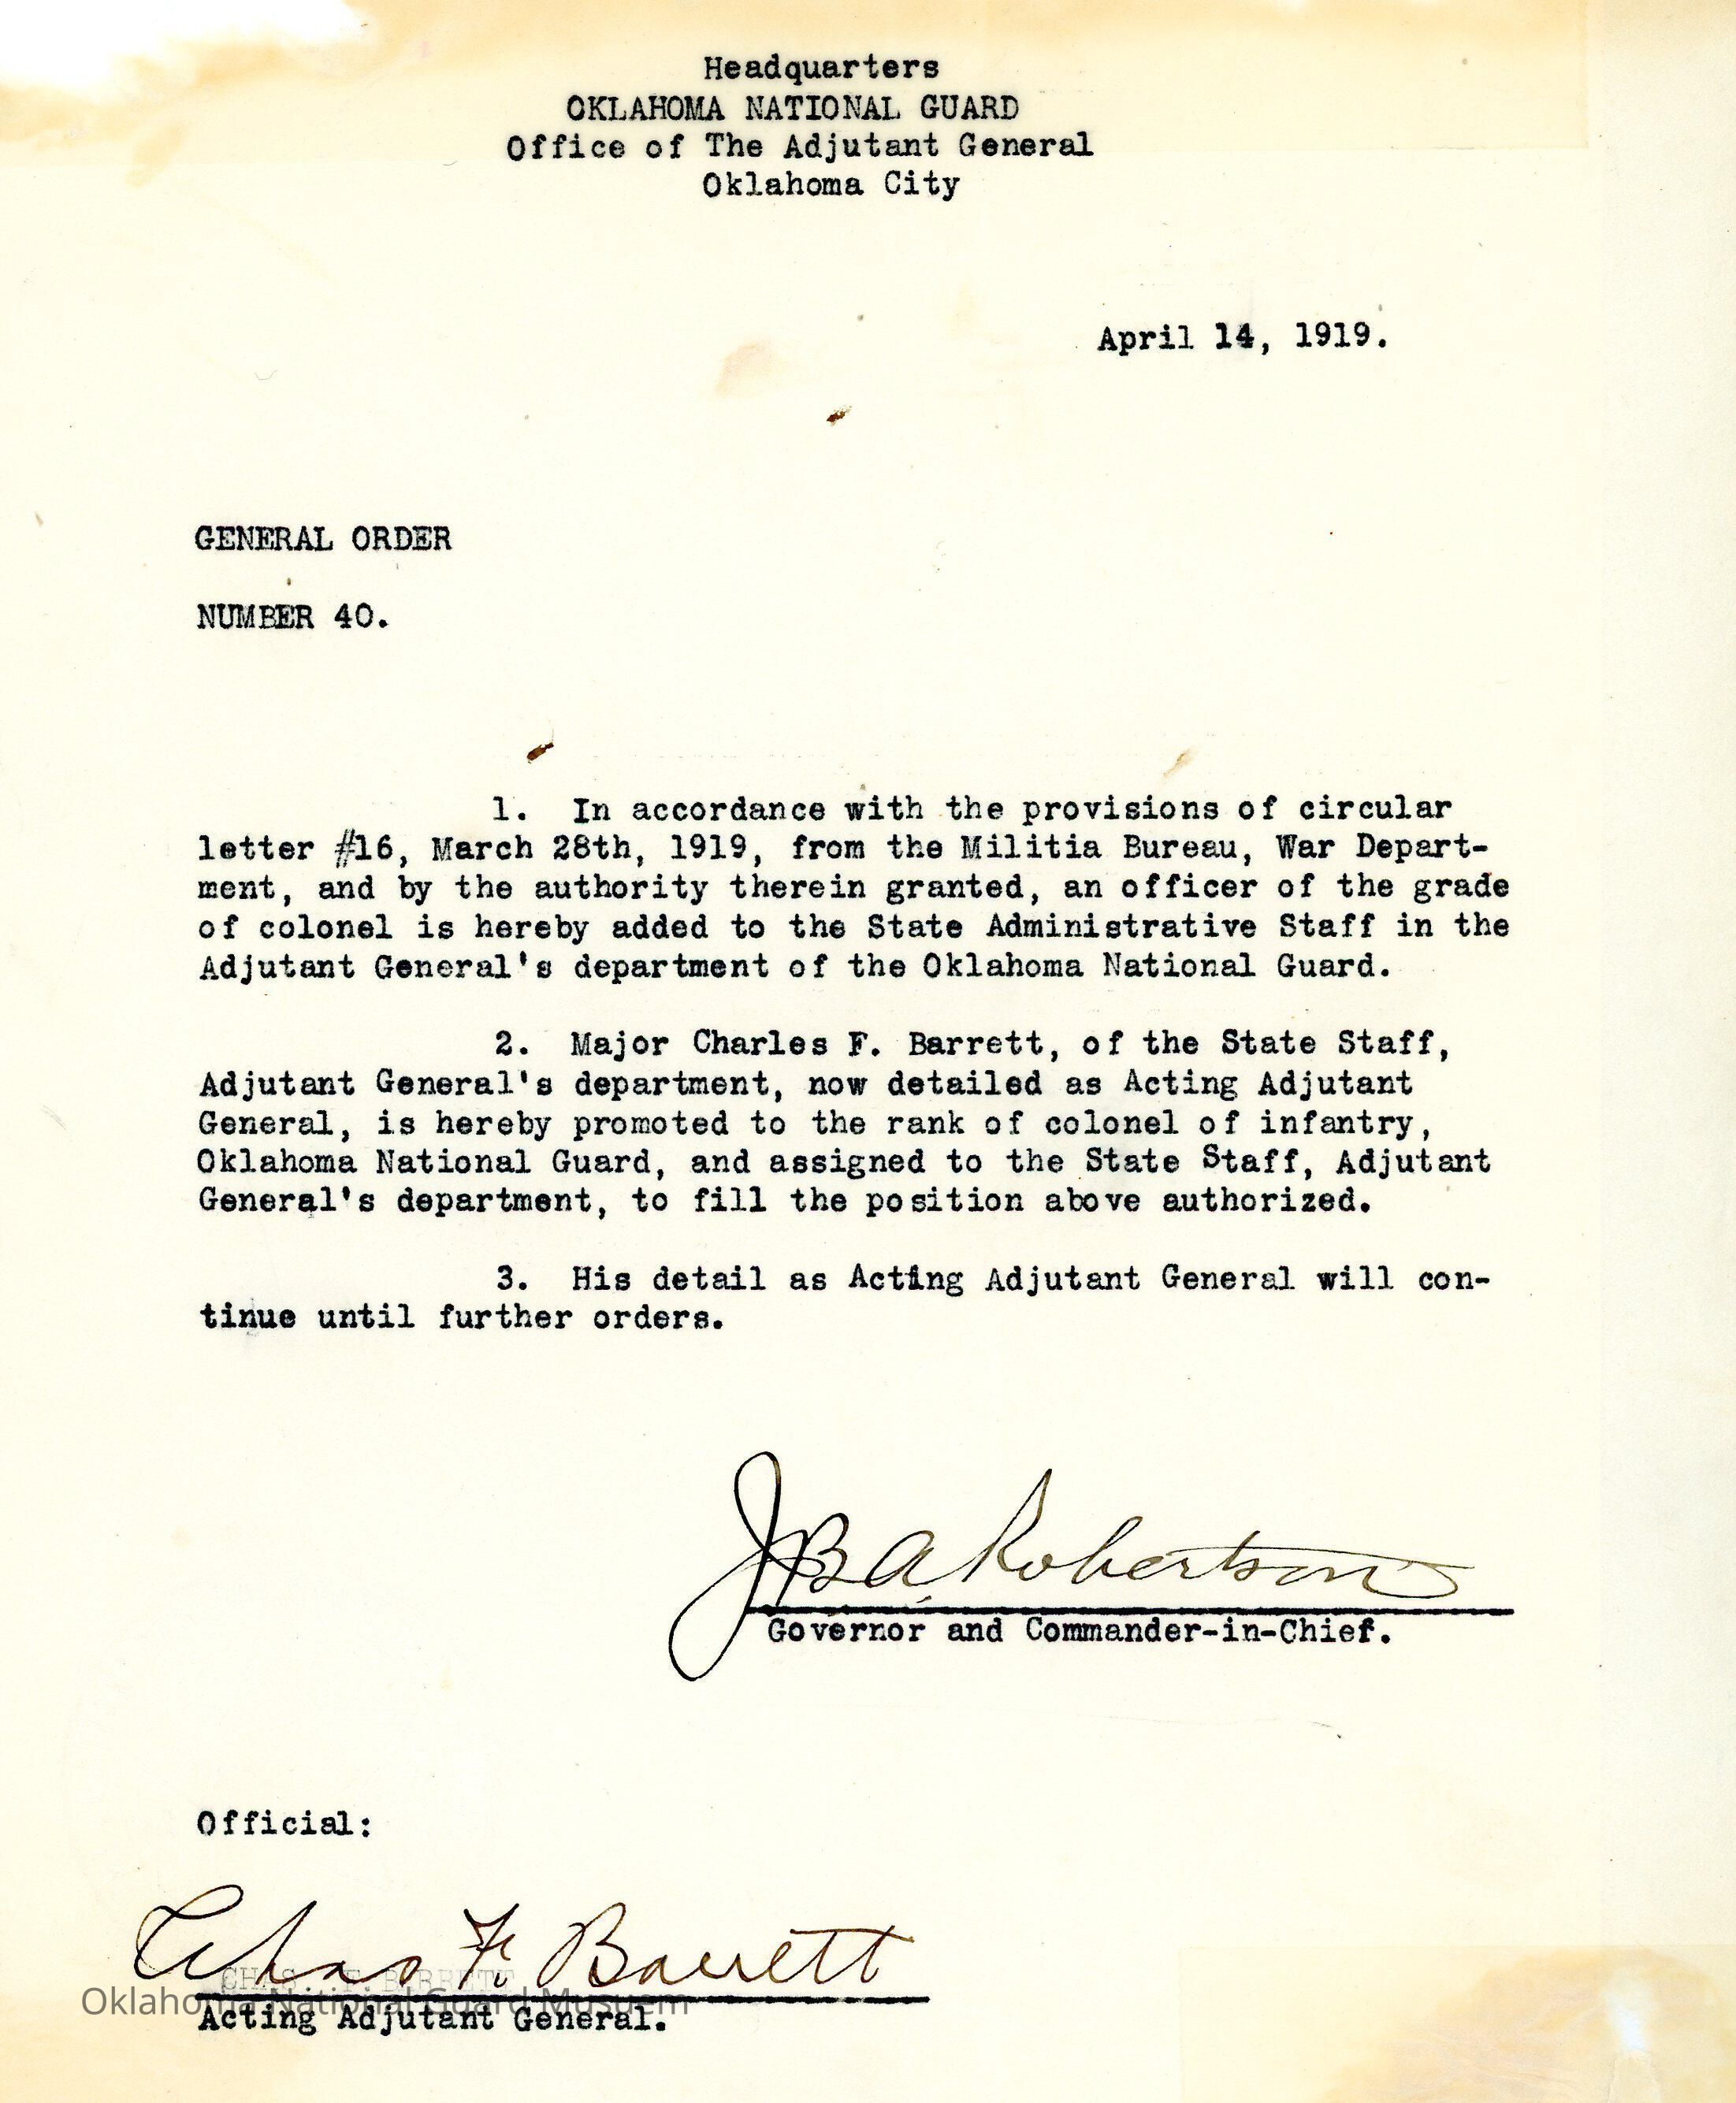 Headquarters
OKLAHOMA NATIONAL GUARD
Office of The Adjutant General
Oklahoma City
April 14, 1919.
GENERAL ORDER
NUMBER 40.
1. In accordance with the provisions of circular
letter #16, March 28th, 1919, from the Militia Bureau, War Depart-
ment, and by the authority therein granted, an officer of the grade
of colonel is hereby added to the State Administrative Staff in the
Adjutant General's department of the Oklahoma National Guard.
2. Major Charles F. Barrett, of the State Staff,
Adjutant General's department, now detailed as Acting Adjutant
General, is hereby promoted to the rank of colonel of infantry,
Oklahoma National Guard, and assigned to the State Staff, Adjutant
General's department, to fill the position above authorized.
3. His detail as Acting Adjutant General will con-
tinue until further orders.
J B A Robertson
Governor and Commander-in-Chief.
Official:
Chas F. Barrett
CHAS. F. BARRETT
Oklahoma National Guard Musuem
Acting Adjutant General.